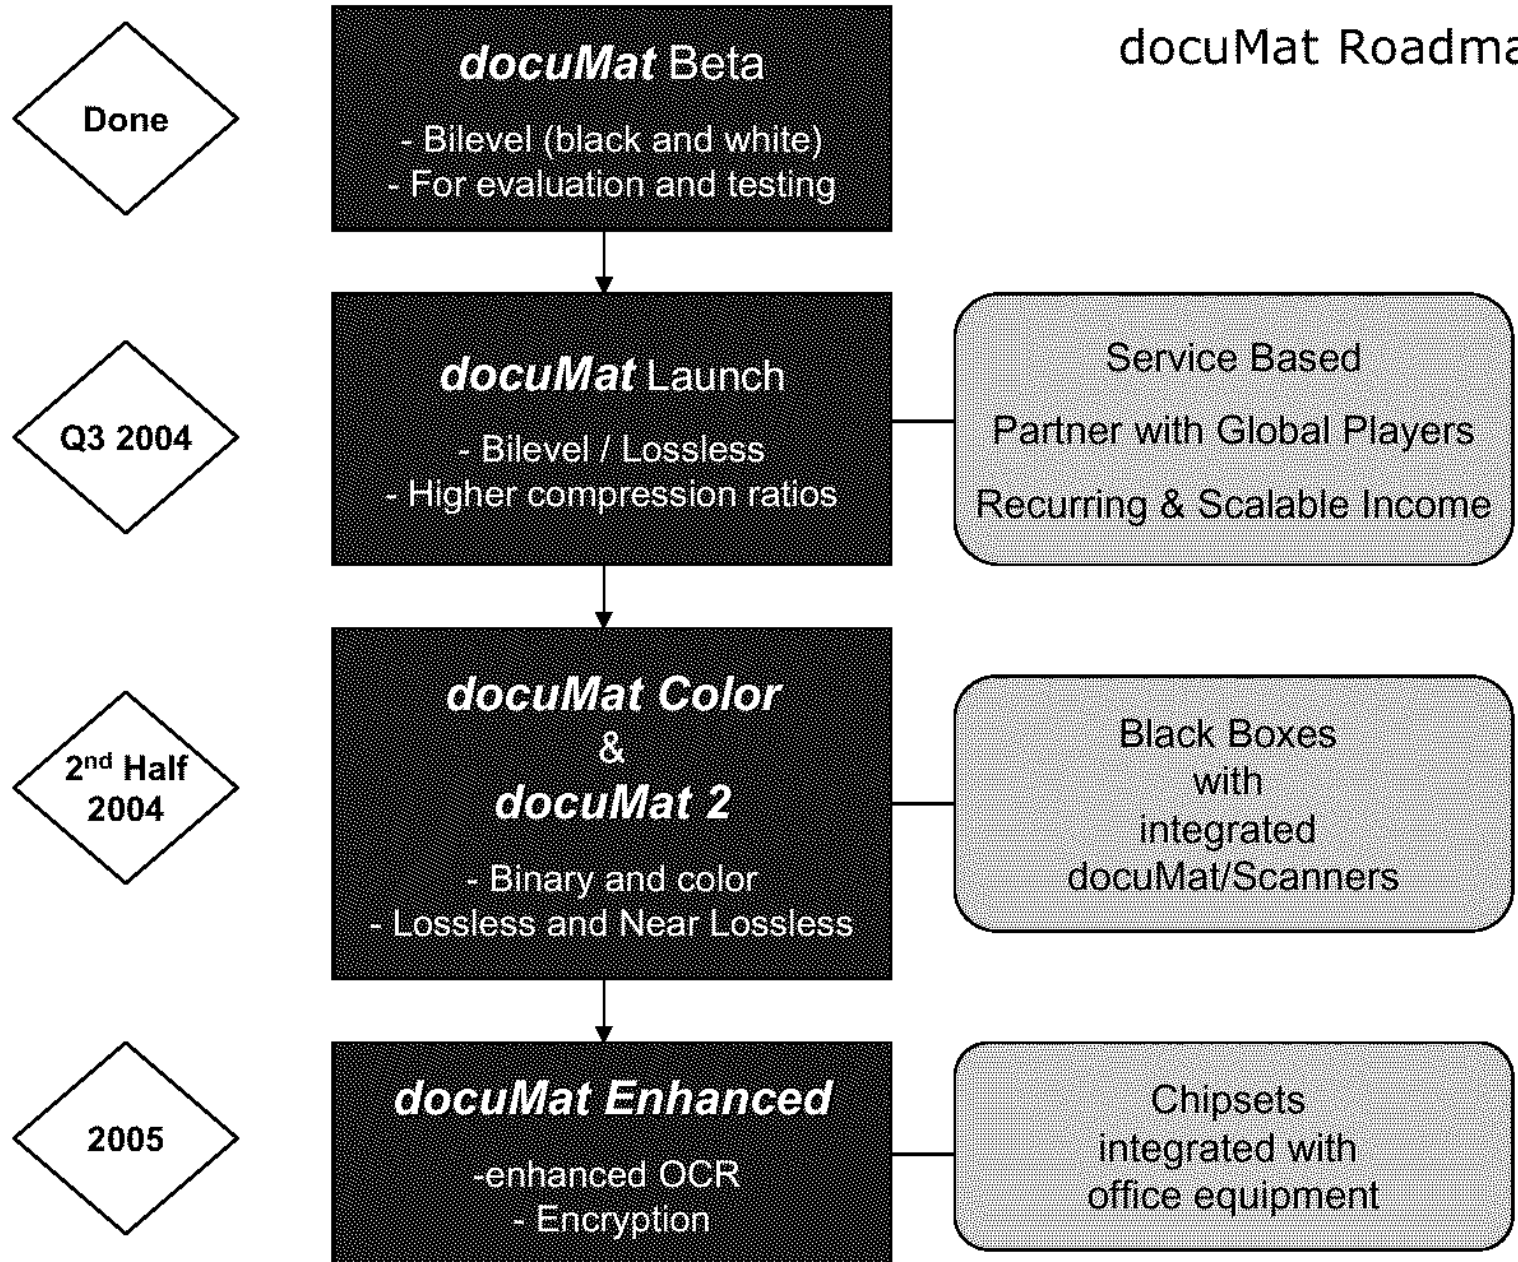 docuMat Roadma
Done
docuMat Beta
- Bilevel (black and white)
- For evaluation and testing
Q3 2004
docuMat Launch
- Bilevel / Lossless
- Higher compression ratios
Service Based
Partner with Global Players
Recurring & Scalable Income
2nd Half
2004
docuMat Color
&
docuMat 2
- Binary and color
- Lossless and Near Lossless
Black Boxes
with
integrated
docuMat/Scanners
2005
docuMat Enhanced
-enhanced OCR
- Encryption
Chipsets
integrated with
office equipment